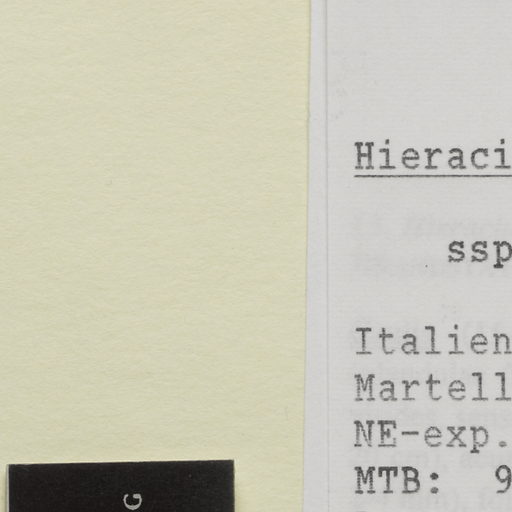 Hieraci
ssp
Italien
Martell
NE-exp.
MTB: 9
G